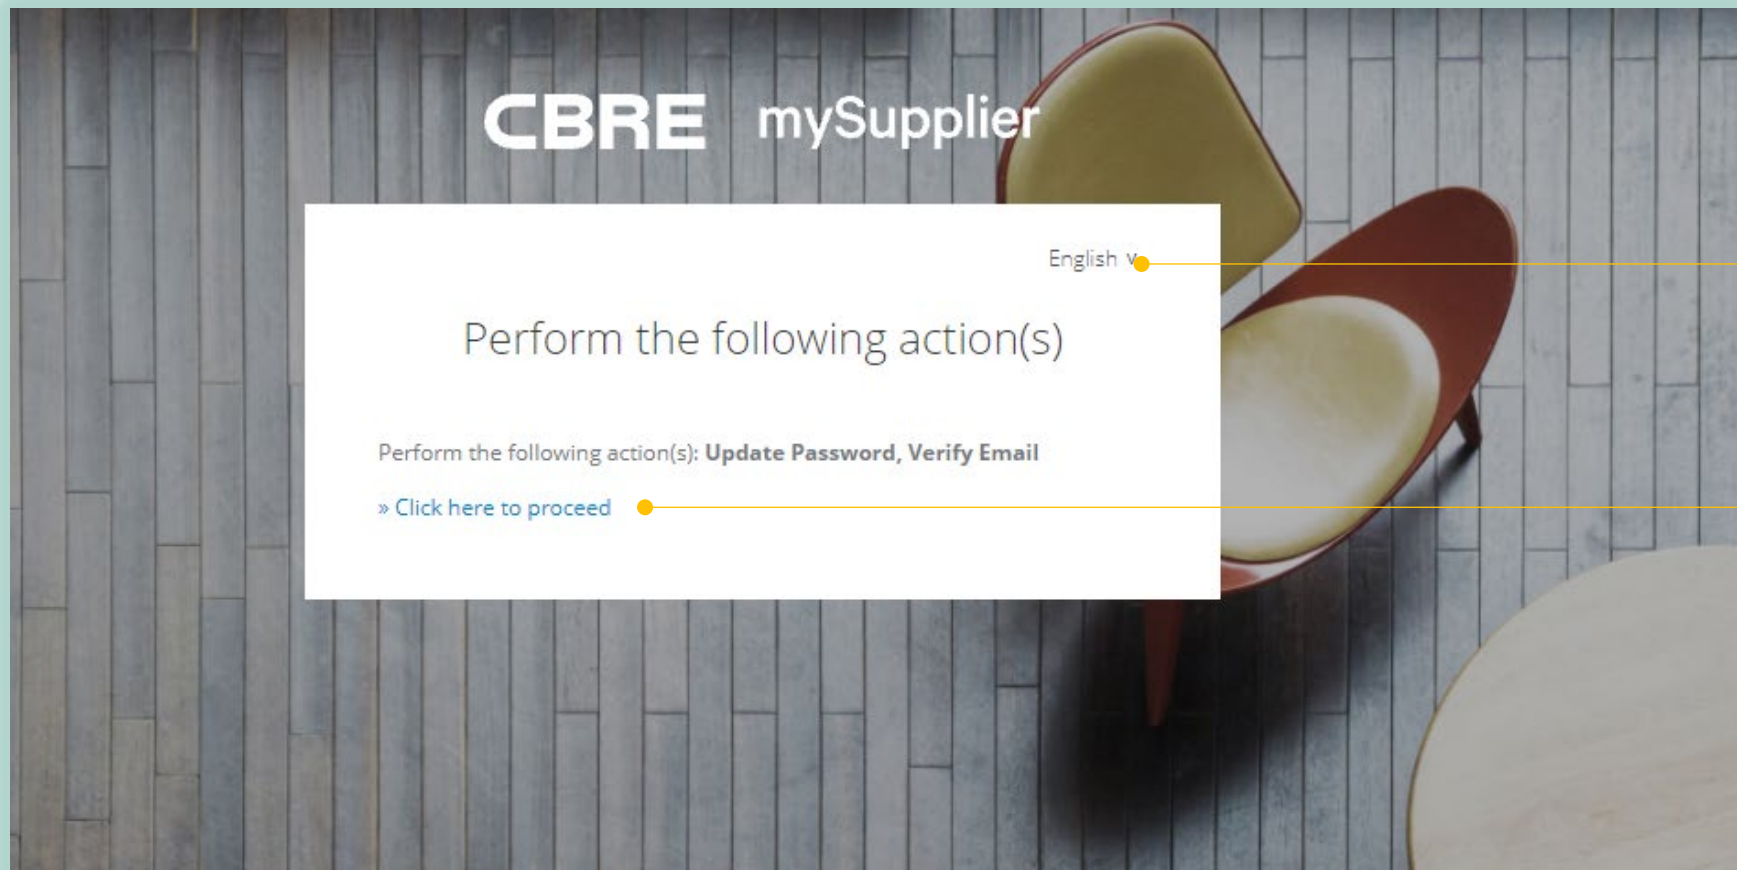 CBRE mySupplier
English v
Perform the following action(s)
Perform the following action(s): Update Password, Verify Email
» Click here to proceed